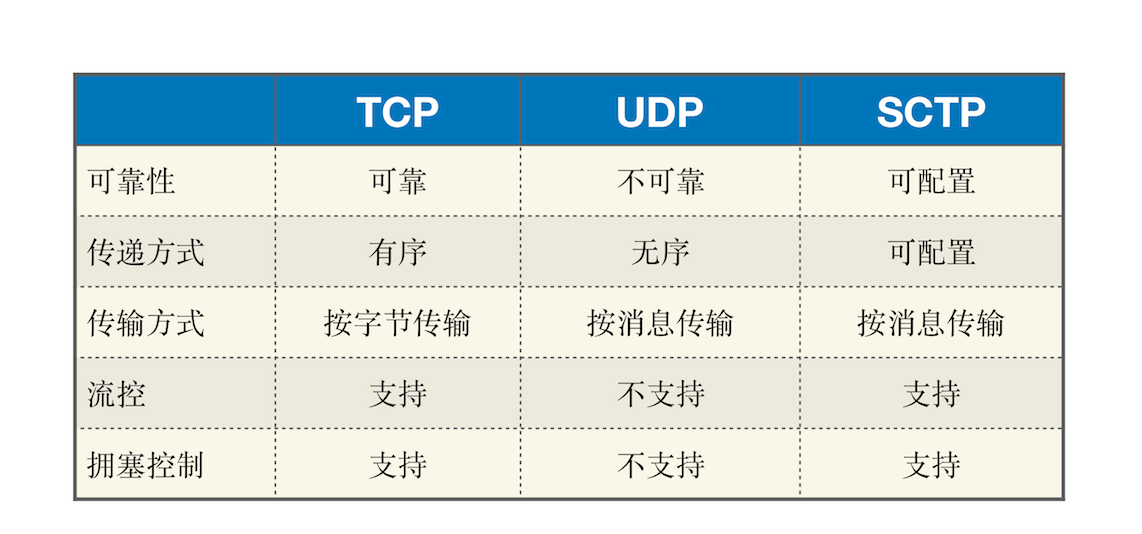 TCP UDP SCTP
可靠性 可靠 不可靠 可配置
传递方式 有序 无序 可配置
传输方式 按字节传输 按消息传输 按消息传输
流控 支持 不支持 支持
拥塞控制 支持 不支持 支持